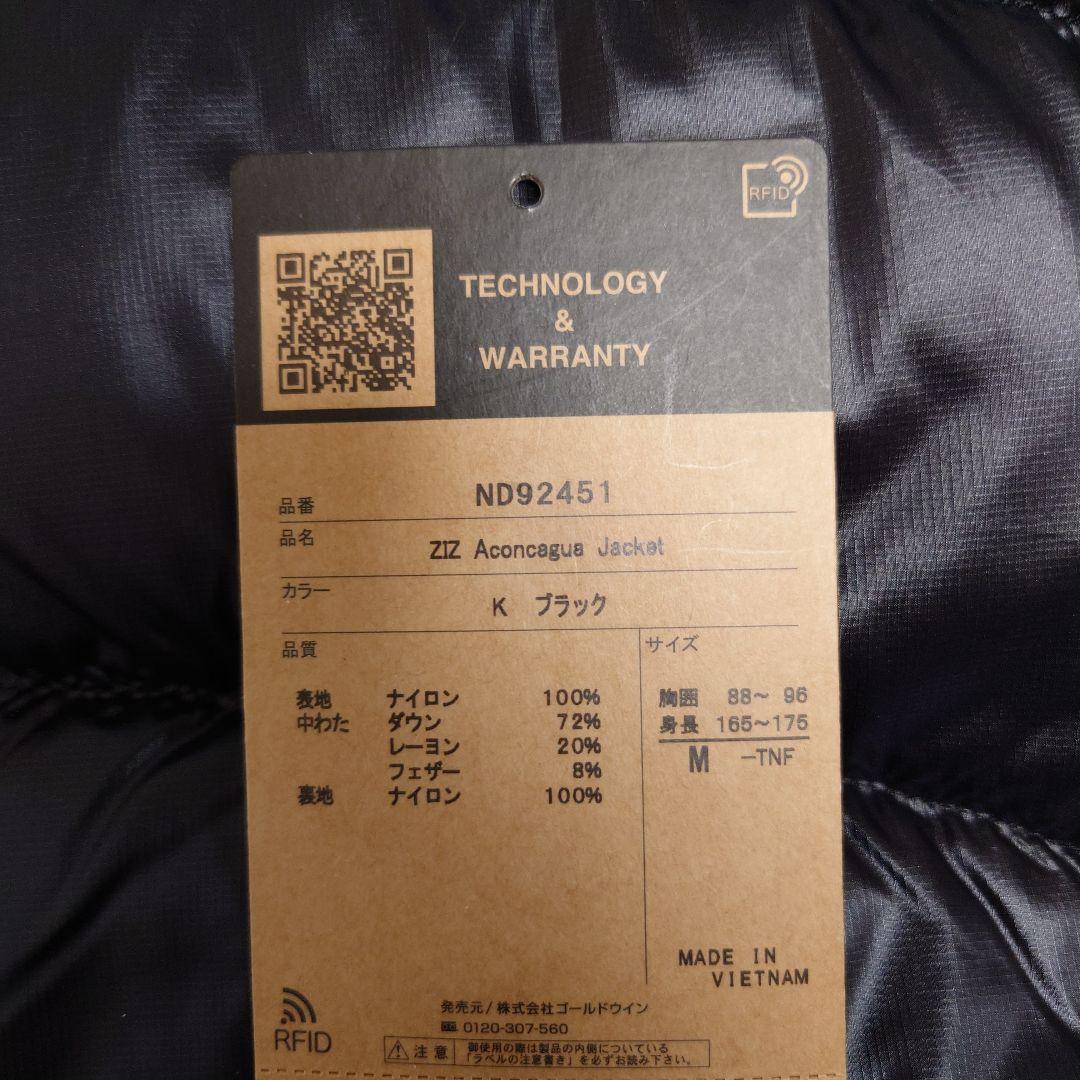 RFID
TECHNOLOGY
&
WARRANTY
品番 ND92451
品名 ZIZ Aconcagua Jacket
カラー K ブラック
品質
表地 ナイロン 100%
中わた ダウン 72%
レーヨン 20%
フェザー 8%
裏地 ナイロン 100%
サイズ
胸囲 88～ 96
身長 165～175
M －TNF
MADE IN
VIETNAM
RFID
発売元/株式会社ゴールドウイン
0120-307-560
注意
御使用の際は製品の内側についている
「ラベルの注意書き」を必ずお読み下さい。